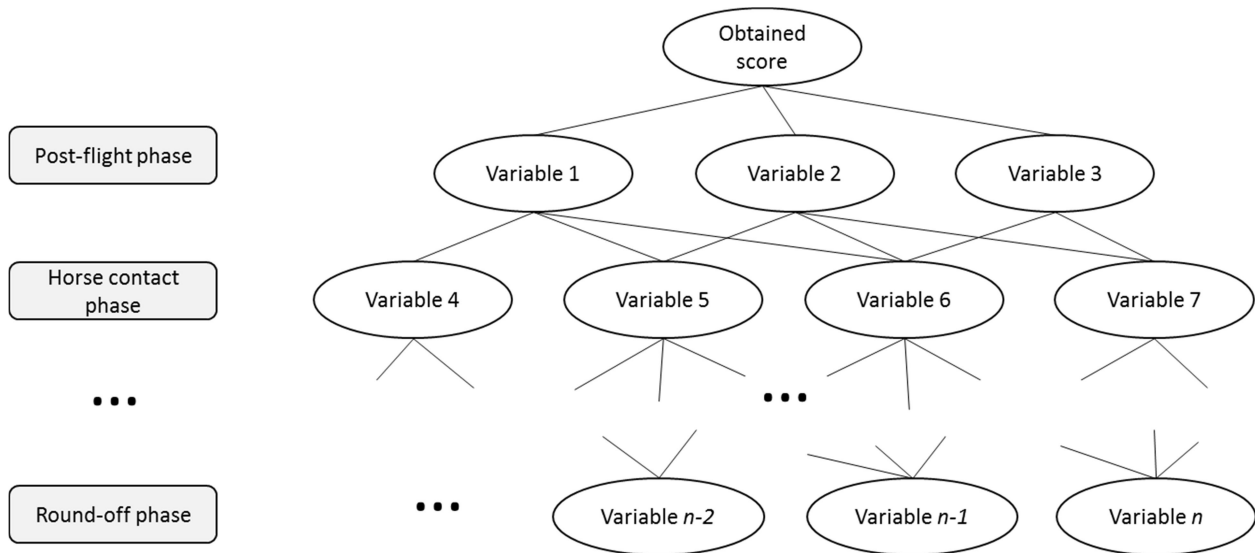 Obtained
score
Post-flight phase
Variable 1
Variable 2
Variable 3
Horse contact
phase
Variable 4
Variable 5
Variable 6
Variable 7
...
...
Round-off phase
...
Variable n-2
Variable n-1
Variable n